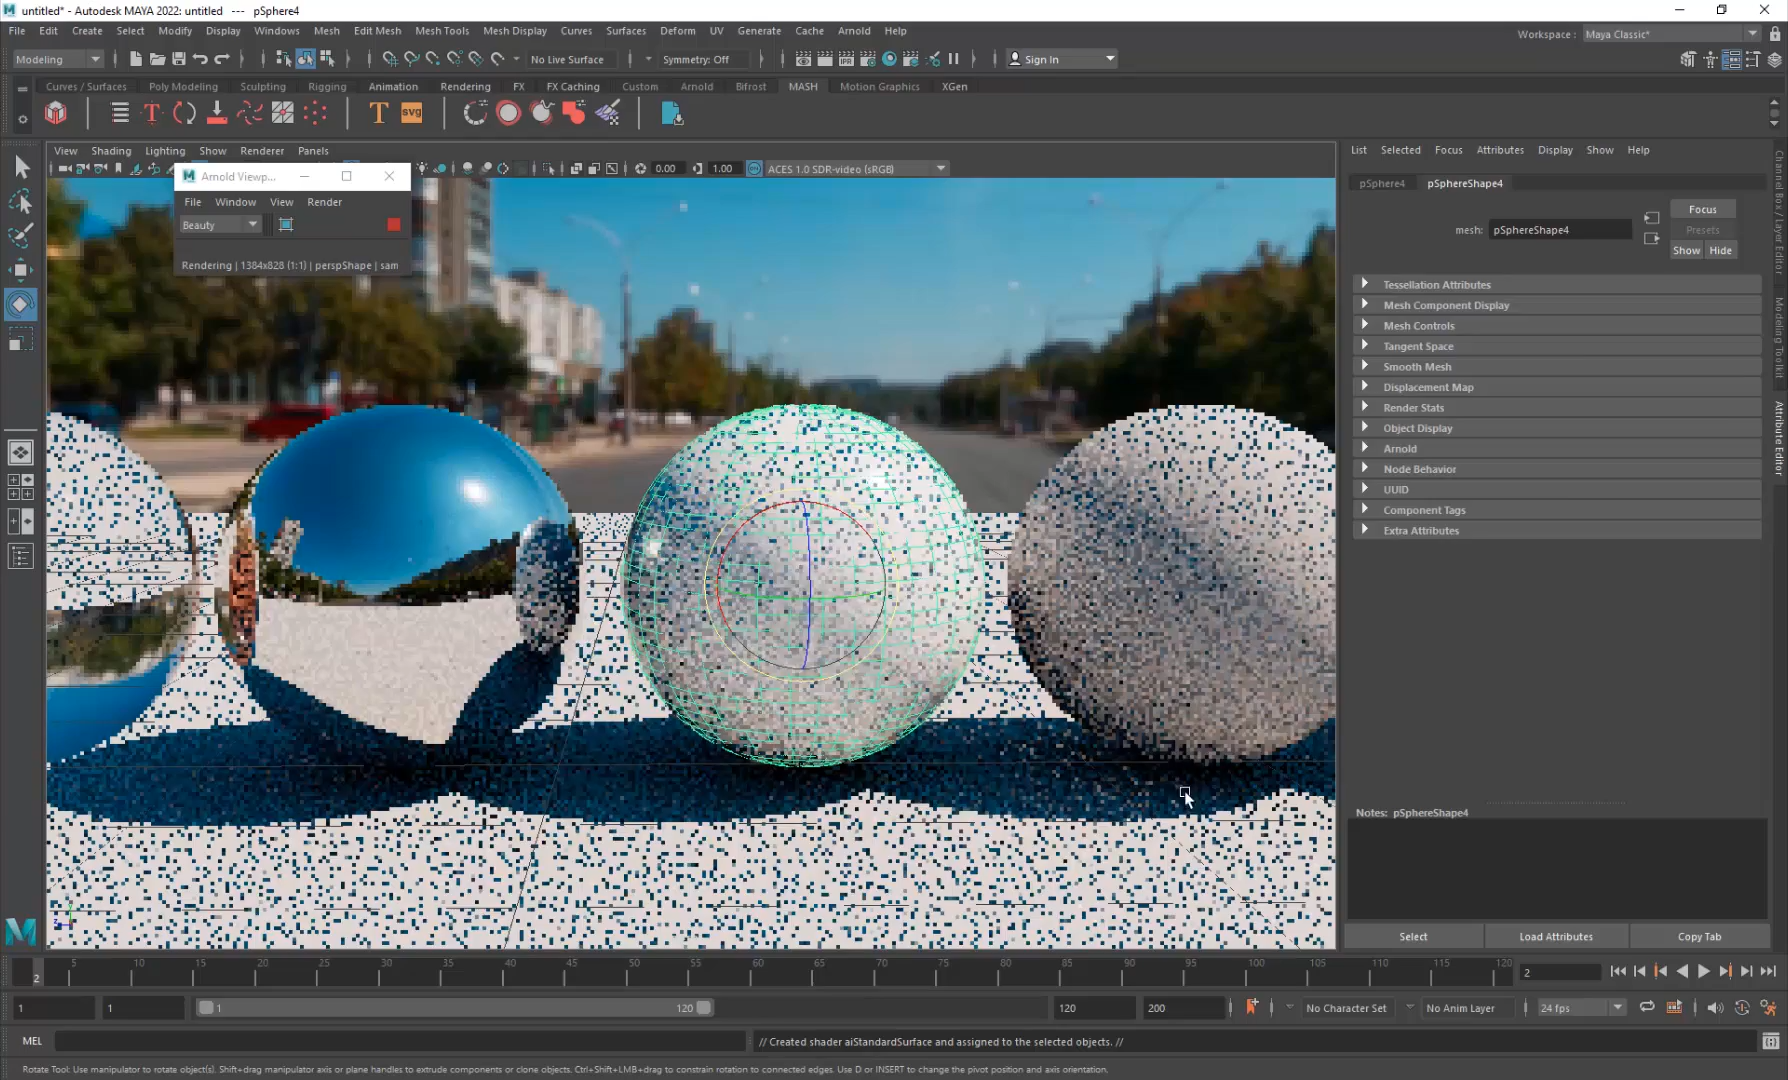 untitled* - Autodesk MAYA 2022: untitled --- pSphere4
File Edit Create Select Modify Display Windows Mesh Edit Mesh Mesh Tools Mesh Display Curves Surfaces Deform UV Generate Cache Arnold Help
Workspace : Maya Classic*
Modeling No Live Surface Symmetry: Off IPR Sign In
Curves / Surfaces Poly Modeling Sculpting Rigging Animation Rendering FX FX Caching Custom Arnold Bifrost MASH Motion Graphics XGen
T T SVG
View Shading Lighting Show Renderer Panels
0.00 1.00 ACES 1.0 SDR-video (sRGB)
Arnold Viewp...
File Window View Render
Beauty
Rendering | 1384x828 (1:1) | perspShape | sam
List Selected Focus Attributes Display Show Help
pSphere4 pSphereShape4
Focus
mesh: pSphereShape4
Presets
Show Hide
Tessellation Attributes
Mesh Component Display
Mesh Controls
Tangent Space
Smooth Mesh
Displacement Map
Render Stats
Object Display
Arnold
Node Behavior
UUID
Component Tags
Extra Attributes
Notes: pSphereShape4
Select Load Attributes Copy Tab
Channel Box / Layer Editor
Modeling Toolkit
Attribute Editor
2 5 10 15 20 25 30 35 40 45 50 55 60 65 70 75 80 85 90 95 100 105 110 115 120
2
1 1 1 120 120 200 No Character Set No Anim Layer 24 fps
MEL // Created shader aiStandardSurface and assigned to the selected objects. //
Rotate Tool: Use manipulator to rotate object(s). Shift+drag manipulator axis or plane handles to extrude components or clone objects. Ctrl+Shift+LMB+drag to constrain rotation to connected edges. Use D or INSERT to change the pivot position and axis orientation.